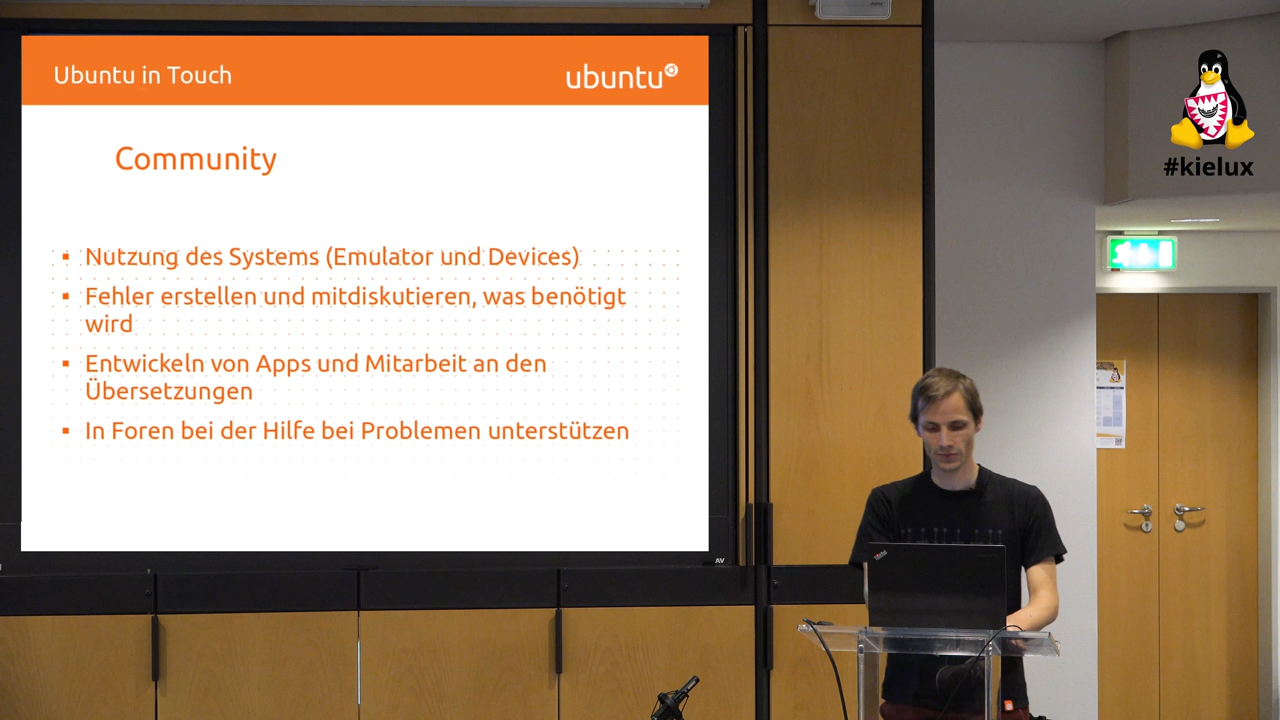 Ubuntu in Touch
ubuntu
Community
Nutzung des Systems (Emulator und Devices)
Fehler erstellen und mitdiskutieren, was benötigt
wird
Entwickeln von Apps und Mitarbeit an den
Übersetzungen
In Foren bei der Hilfe bei Problemen unterstützen
#kielux
AV